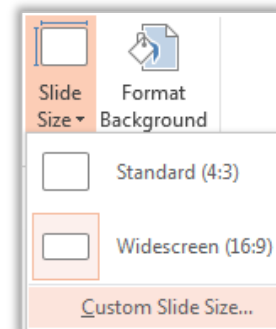 Slide Format
Size Background
Standard (4:3)
Widescreen (16:9)
Custom Slide Size...